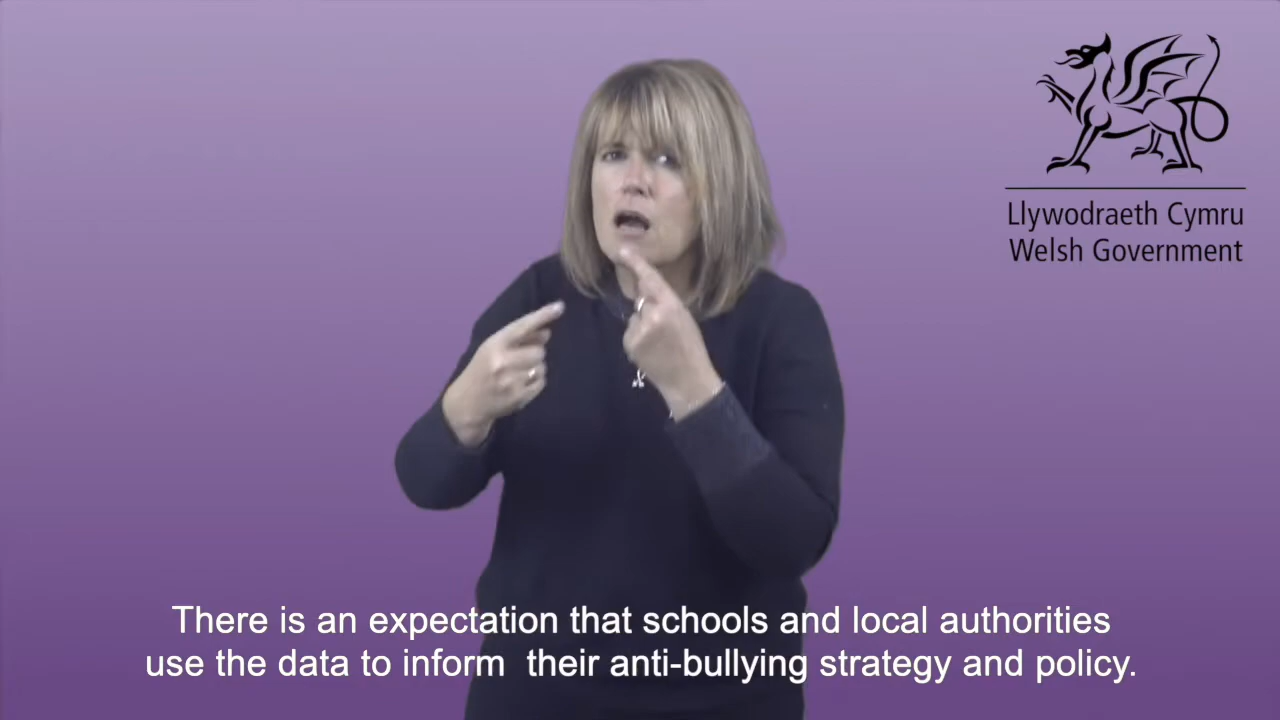 Llywodraeth Cymru
Welsh Government
There is an expectation that schools and local authorities
use the data to inform  their anti-bullying strategy and policy.